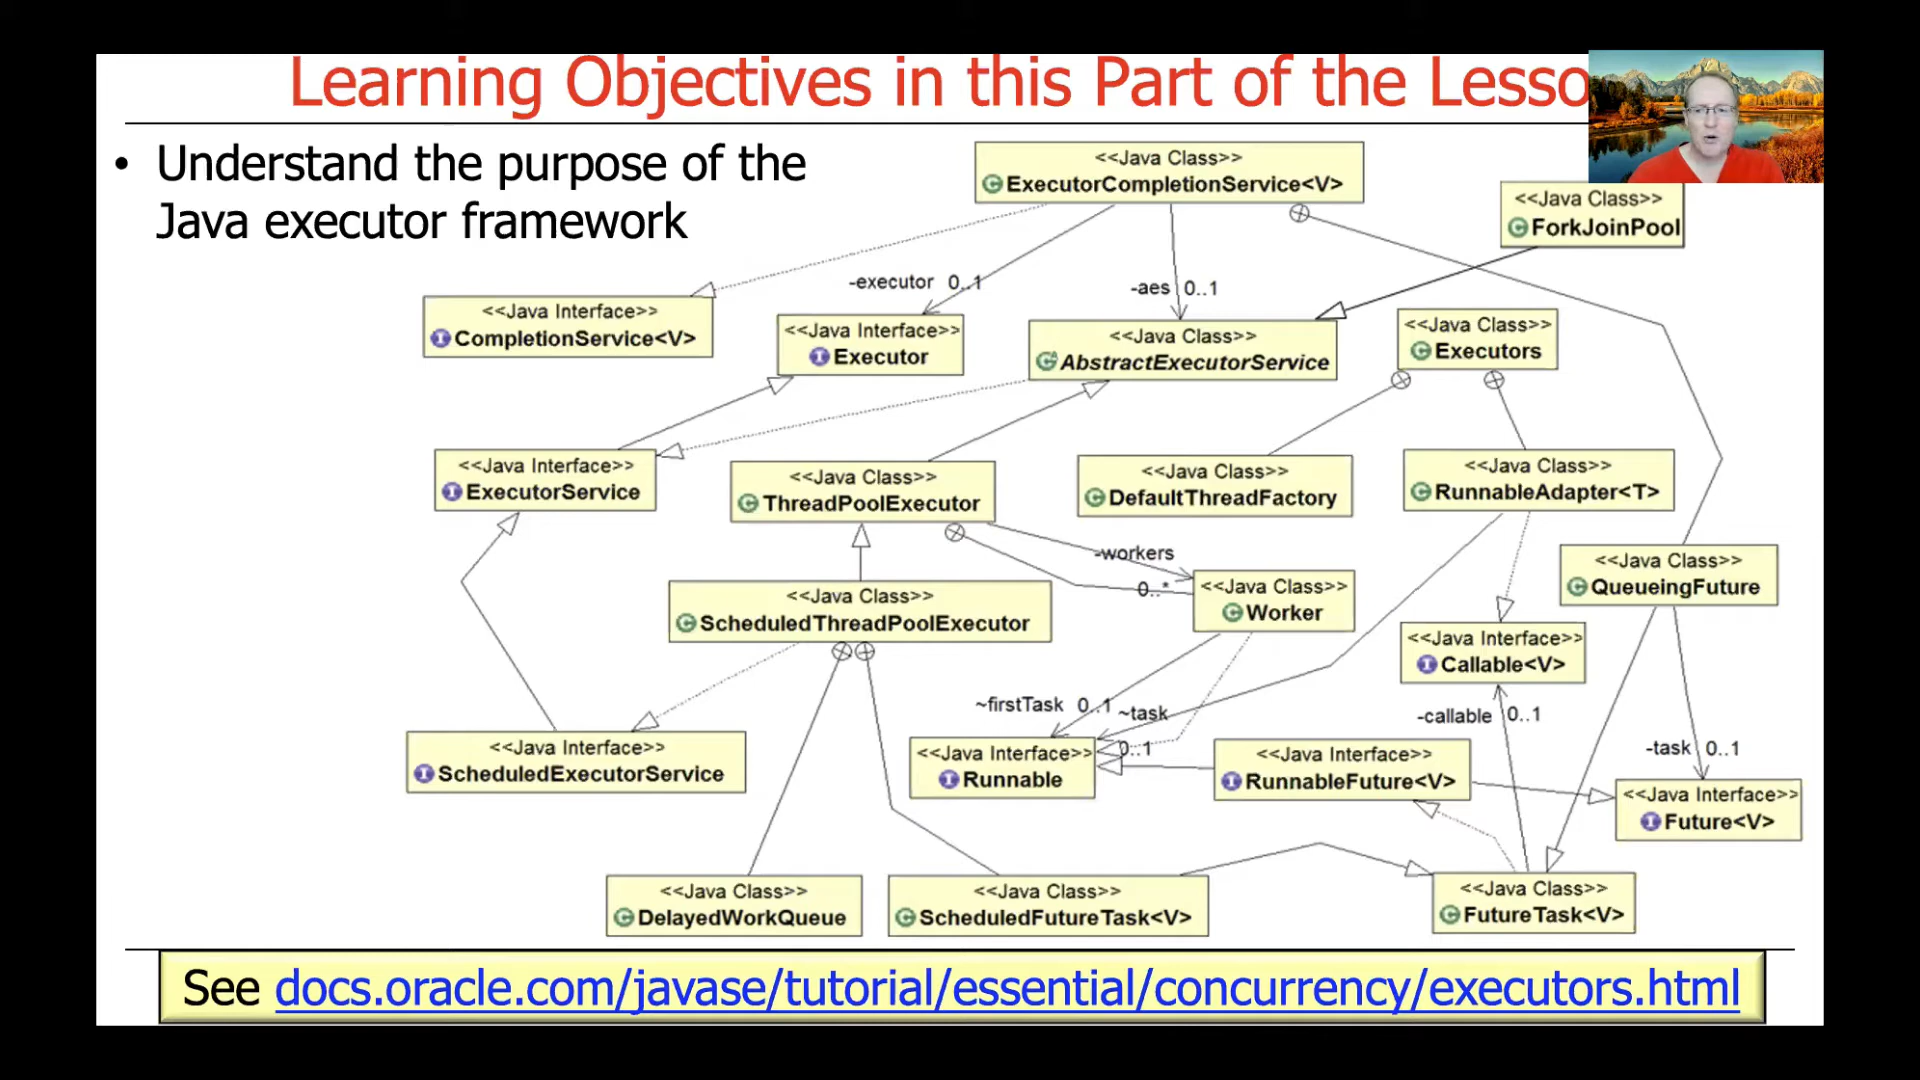 Learning Objectives in this Part of the Lesso
• Understand the purpose of the
Java executor framework
<<Java Class>>
ExecutorCompletionService<V>
<<Java Class>>
ForkJoinPool
-executor 0..1
-aes 0..1
<<Java Interface>>
CompletionService<V>
<<Java Interface>>
Executor
<<Java Class>>
AbstractExecutorService
<<Java Class>>
Executors
<<Java Interface>>
ExecutorService
<<Java Class>>
ThreadPoolExecutor
<<Java Class>>
DefaultThreadFactory
<<Java Class>>
RunnableAdapter<T>
-workers
0..*
<<Java Class>>
QueueingFuture
<<Java Class>>
ScheduledThreadPoolExecutor
<<Java Class>>
Worker
<<Java Interface>>
Callable<V>
~firstTask 0..1
~task
0..1
-callable 0..1
-task 0..1
<<Java Interface>>
ScheduledExecutorService
<<Java Interface>>
Runnable
<<Java Interface>>
RunnableFuture<V>
<<Java Interface>>
Future<V>
<<Java Class>>
DelayedWorkQueue
<<Java Class>>
ScheduledFutureTask<V>
<<Java Class>>
FutureTask<V>
See docs.oracle.com/javase/tutorial/essential/concurrency/executors.html